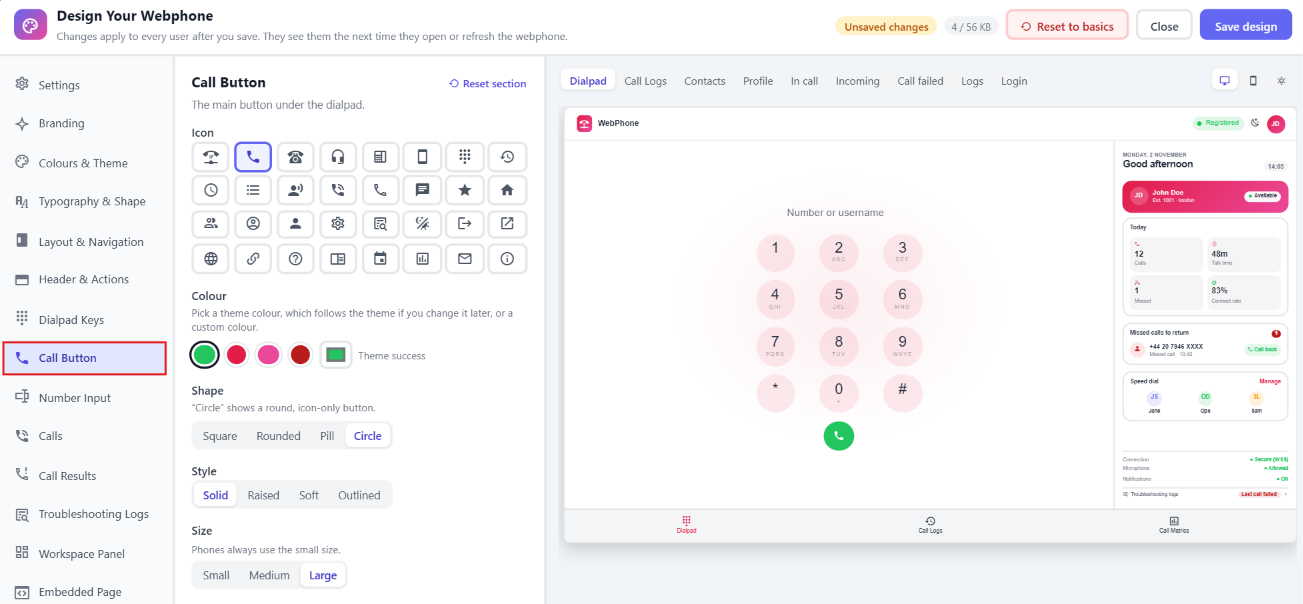 Design Your Webphone
Changes apply to every user after you save. They see them the next time they open or refresh the webphone.
Unsaved changes
4 / 56 KB
Reset to basics
Close
Save design
Settings
Branding
Colours & Theme
Typography & Shape
Layout & Navigation
Header & Actions
Dialpad Keys
Call Button
Number Input
Calls
Call Results
Troubleshooting Logs
Workspace Panel
Embedded Page
Call Button
Reset section
The main button under the dialpad.
Icon
Colour
Pick a theme colour, which follows the theme if you change it later, or a
custom colour.
Theme success
Shape
“Circle” shows a round, icon-only button.
Square Rounded Pill Circle
Style
Solid Raised Soft Outlined
Size
Phones always use the small size.
Small Medium Large
Dialpad Call Logs Contacts Profile In call Incoming Call failed Logs Login
WebPhone
Registered
JD
Number or username
1
2
ABC
3
DEF
4
GHI
5
JKL
6
MNO
7
PQRS
8
TUV
9
WXYZ
*
0
#
MONDAY, 2 NOVEMBER
Good afternoon
14:05
JD
John Doe
Ext. 1001 · london
Available
Today
12
Calls
48m
Talk time
1
Missed
83%
Connect rate
Missed calls to return
+44 20 7946 XXXX
Missed call · 10:42
Call back
Speed dial
Manage
JS
Jane
OD
Ops
SL
Sam
Connection
Secure (WSS)
Microphone
Allowed
Notifications
On
Troubleshooting logs
Last call failed
Dialpad
Call Logs
Call Metrics